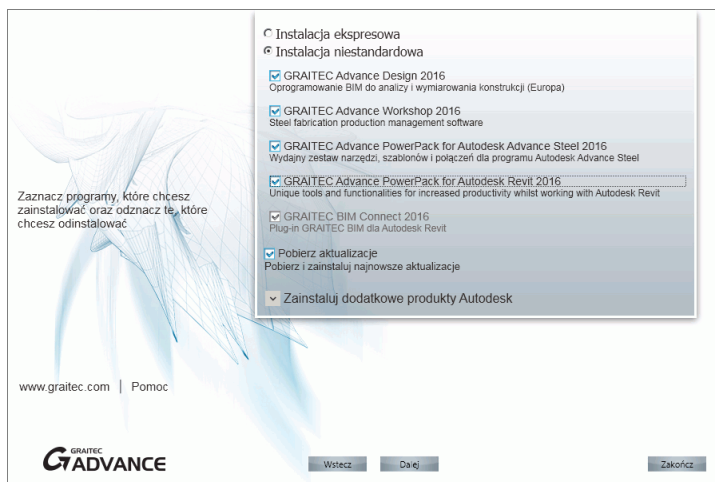 Instalacja ekspresowa
Instalacja niestandardowa
GRAITEC Advance Design 2016
Oprogramowanie BIM do analizy i wymiarowania konstrukcji (Europa)
GRAITEC Advance Workshop 2016
Steel fabrication production management software
GRAITEC Advance PowerPack for Autodesk Advance Steel 2016
Wydajny zestaw narzędzi, szablonów i połączeń dla programu Autodesk Advance Steel
GRAITEC Advance PowerPack for Autodesk Revit 2016
Unique tools and functionalities for increased productivity whilst working with Autodesk Revit
GRAITEC BIM Connect 2016
Plug-in GRAITEC BIM dla Autodesk Revit
Pobierz aktualizacje
Pobierz i zainstaluj najnowsze aktualizacje
Zainstaluj dodatkowe produkty Autodesk
Zaznacz programy, które chcesz
zainstalować oraz odznacz te, które
chcesz odinstalować
www.graitec.com | Pomoc
GRAITEC
ADVANCE
Wstecz Dalej Zakończ